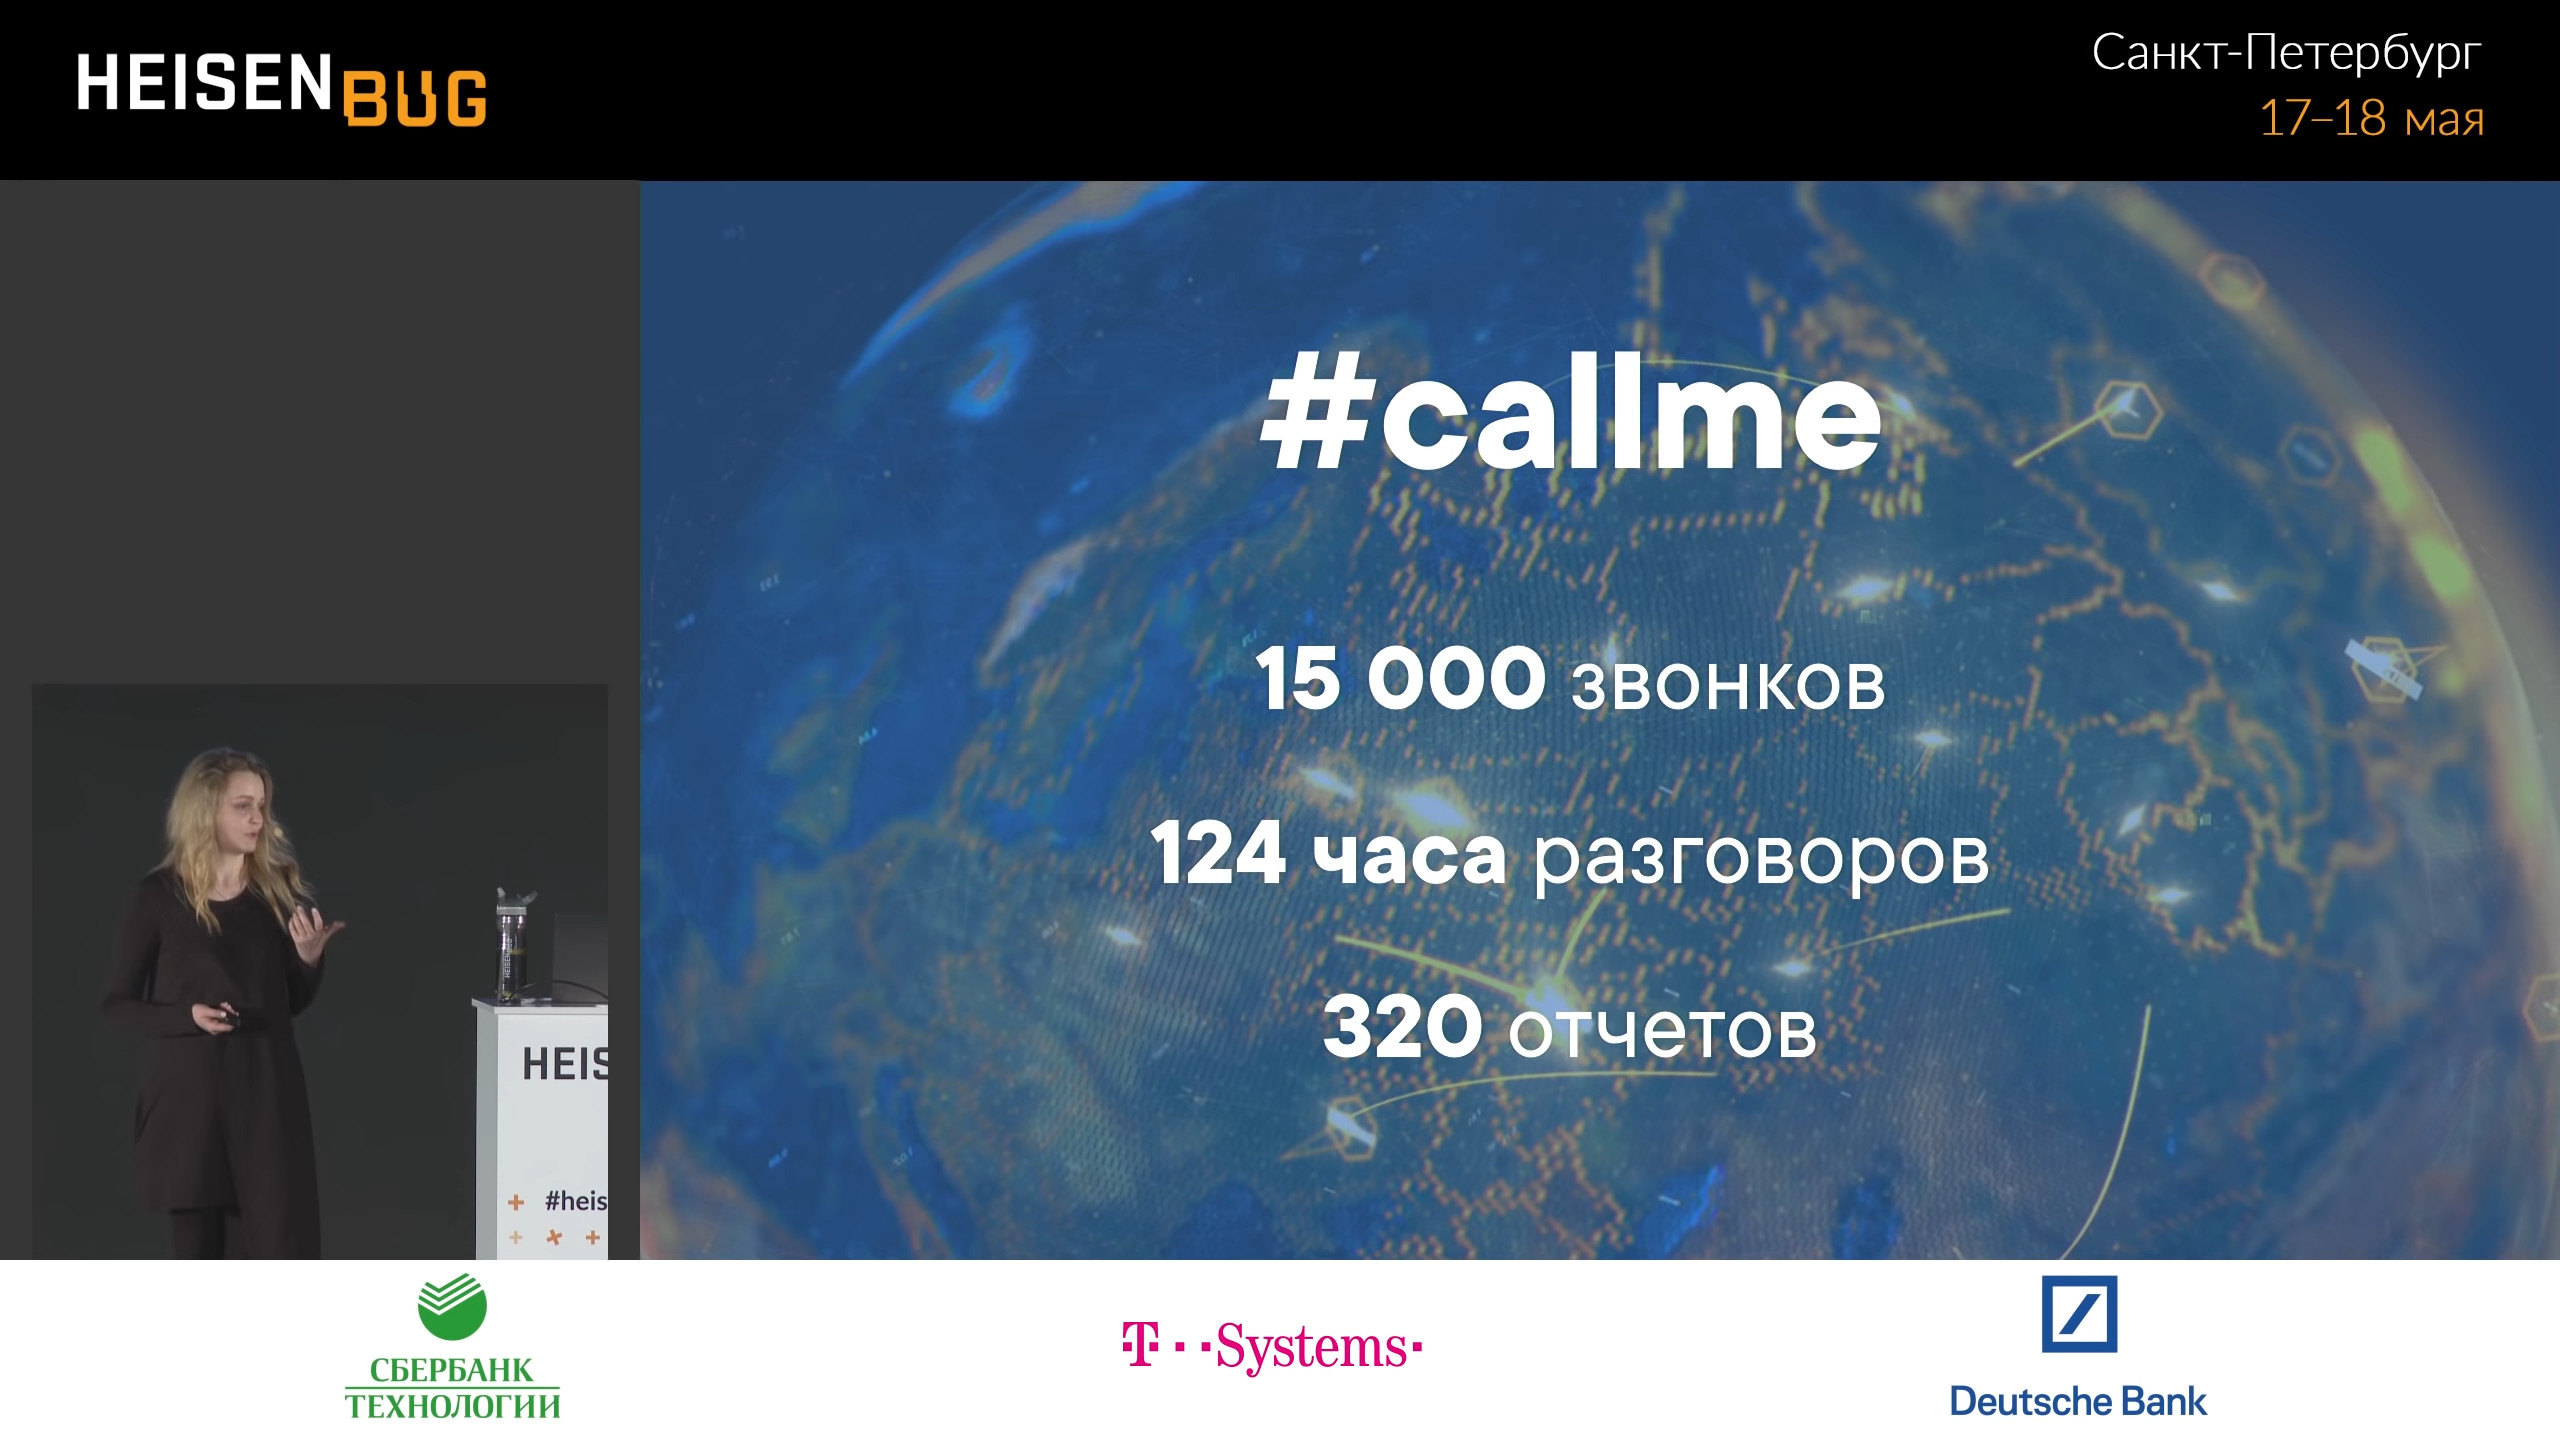 HEISENBUG
Санкт-Петербург
17–18 мая
#callme
15 000 звонков
124 часа разговоров
320 отчетов
HEIS
#heis
СБЕРБАНК
ТЕХНОЛОГИИ
T··Systems·
Deutsche Bank